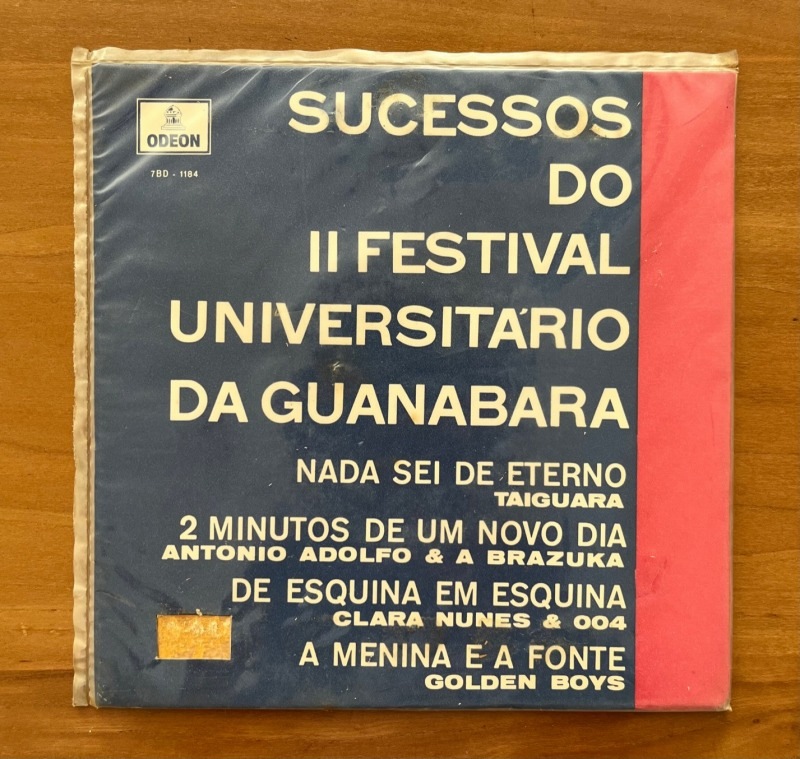 SUCESSOS
DO
II FESTIVAL
UNIVERSITÁRIO
DA GUANABARA
ODEON
7BD - 1184
NADA SEI DE ETERNO
TAIGUARA
2 MINUTOS DE UM NOVO DIA
ANTONIO ADOLFO & A BRAZUKA
DE ESQUINA EM ESQUINA
CLARA NUNES & 004
A MENINA E A FONTE
GOLDEN BOYS